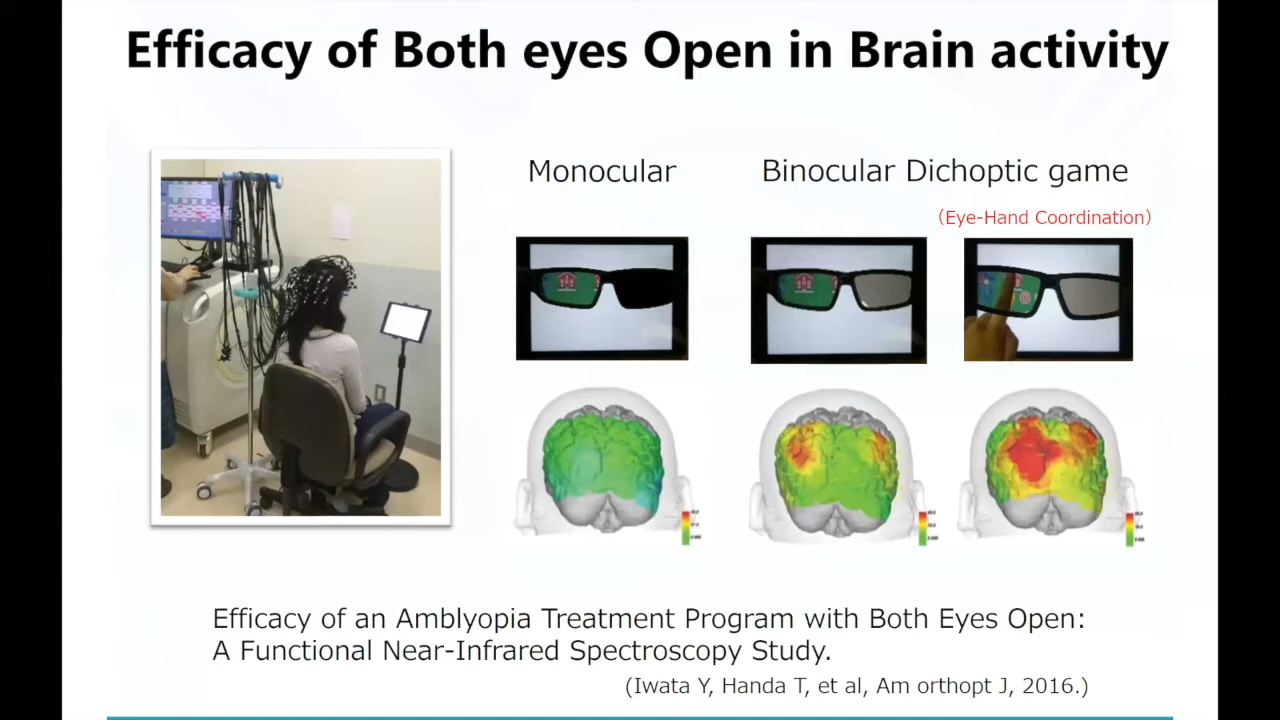 Efficacy of Both eyes Open in Brain activity
Monocular
Binocular Dichoptic game
(Eye-Hand Coordination)
Efficacy of an Amblyopia Treatment Program with Both Eyes Open:
A Functional Near-Infrared Spectroscopy Study.
(Iwata Y, Handa T, et al, Am orthopt J, 2016.)